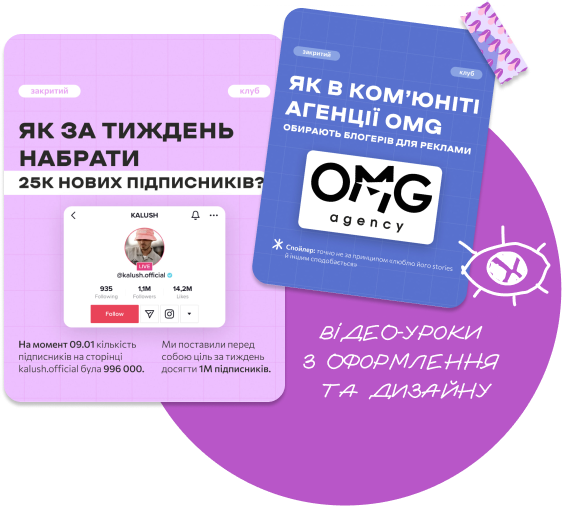 закритий
клуб
ЯК ЗА ТИЖДЕНЬ
НАБРАТИ
25К НОВИХ ПІДПИСНИКІВ?
KALUSH
LIVE
@kalush.official
935
1,1M
14,2M
Following
Followers
Likes
Follow
На момент 09.01 кількість
підписників на сторінці
kalush.official була 996 000.
Ми поставили перед
собою ціль за тиждень
досягти 1М підписників.
закритий
клуб
ЯК В КОМ’ЮНІТІ
АГЕНЦІЇ OMG
ОБИРАЮТЬ БЛОГЕРІВ ДЛЯ РЕКЛАМИ
OMG
agency
Спойлер: точно не за принципом «люблю його stories
й іншим сподобається»
ВІДЕО-УРОКИ
З ОФОРМЛЕННЯ
ТА ДИЗАЙНУ